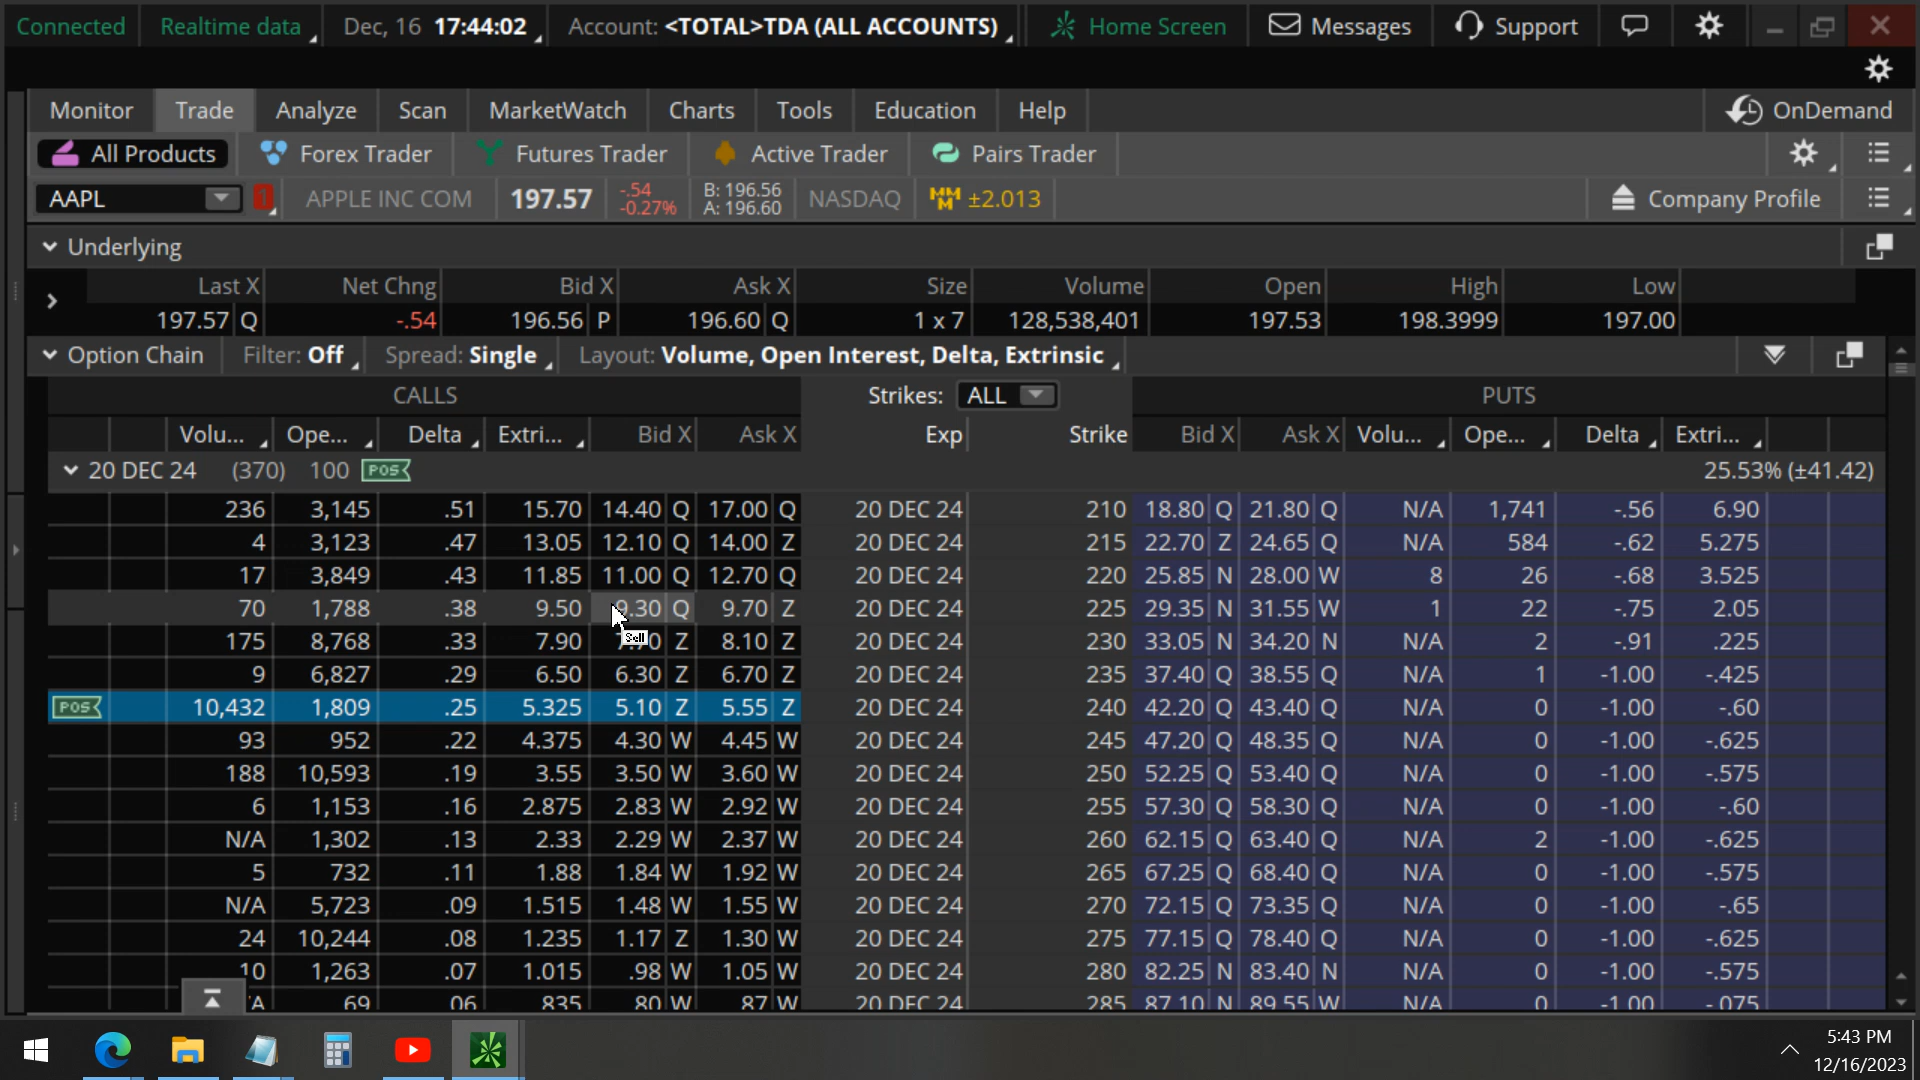 Connected Realtime data Dec, 16 17:44:02 Account: <TOTAL>TDA (ALL ACCOUNTS) Home Screen Messages Support
Monitor Trade Analyze Scan MarketWatch Charts Tools Education Help OnDemand
All Products Forex Trader Futures Trader Active Trader Pairs Trader
AAPL 1 APPLE INC COM 197.57 -.54 -0.27% B: 196.56 A: 196.60 NASDAQ MMM ±2.013 Company Profile
Underlying
Last X Net Chng Bid X Ask X Size Volume Open High Low
197.57 Q -.54 196.56 P 196.60 Q 1 x 7 128,538,401 197.53 198.3999 197.00
Option Chain Filter: Off Spread: Single Layout: Volume, Open Interest, Delta, Extrinsic
CALLS Strikes: ALL PUTS
Volu... Ope... Delta Extri... Bid X Ask X Exp Strike Bid X Ask X Volu... Ope... Delta Extri...
20 DEC 24 (370) 100 POS 25.53% (±41.42)
236 3,145 .51 15.70 14.40 Q 17.00 Q 20 DEC 24 210 18.80 Q 21.80 Q N/A 1,741 -.56 6.90
4 3,123 .47 13.05 12.10 Q 14.00 Z 20 DEC 24 215 22.70 Z 24.65 Q N/A 584 -.62 5.275
17 3,849 .43 11.85 11.00 Q 12.70 Q 20 DEC 24 220 25.85 N 28.00 W 8 26 -.68 3.525
70 1,788 .38 9.50 9.30 Q 9.70 Z 20 DEC 24 225 29.35 N 31.55 W 1 22 -.75 2.05
Sell
175 8,768 .33 7.90 Z 8.10 Z 20 DEC 24 230 33.05 N 34.20 N N/A 2 -.91 .225
9 6,827 .29 6.50 6.30 Z 6.70 Z 20 DEC 24 235 37.40 Q 38.55 Q N/A 1 -1.00 -.425
POS 10,432 1,809 .25 5.325 5.10 Z 5.55 Z 20 DEC 24 240 42.20 Q 43.40 Q N/A 0 -1.00 -.60
93 952 .22 4.375 4.30 W 4.45 W 20 DEC 24 245 47.20 Q 48.35 Q N/A 0 -1.00 -.625
188 10,593 .19 3.55 3.50 W 3.60 W 20 DEC 24 250 52.25 Q 53.40 Q N/A 0 -1.00 -.575
6 1,153 .16 2.875 2.83 W 2.92 W 20 DEC 24 255 57.30 Q 58.30 Q N/A 0 -1.00 -.60
N/A 1,302 .13 2.33 2.29 W 2.37 W 20 DEC 24 260 62.15 Q 63.40 Q N/A 2 -1.00 -.625
5 732 .11 1.88 1.84 W 1.92 W 20 DEC 24 265 67.25 Q 68.40 Q N/A 0 -1.00 -.575
N/A 5,723 .09 1.515 1.48 W 1.55 W 20 DEC 24 270 72.15 Q 73.35 Q N/A 0 -1.00 -.65
24 10,244 .08 1.235 1.17 Z 1.30 W 20 DEC 24 275 77.15 Q 78.40 Q N/A 0 -1.00 -.625
10 1,263 .07 1.015 .98 W 1.05 W 20 DEC 24 280 82.25 N 83.40 N N/A 0 -1.00 -.575
/A 69 .06 .835 .80 W .87 W 20 DEC 24 285 87.10 N 89.55 W N/A 0 -1.00 -.075
5:43 PM
12/16/2023